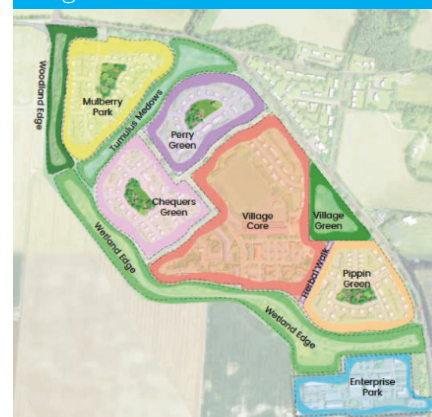 Woodland Edge
Mulberry
Park
Tumulus Medows
Perry
Green
Chequers
Green
Village
Core
Village
Green
Wetland Edge
Herbal Walk
Pippin
Green
Wetland Edge
Enterprise
Park